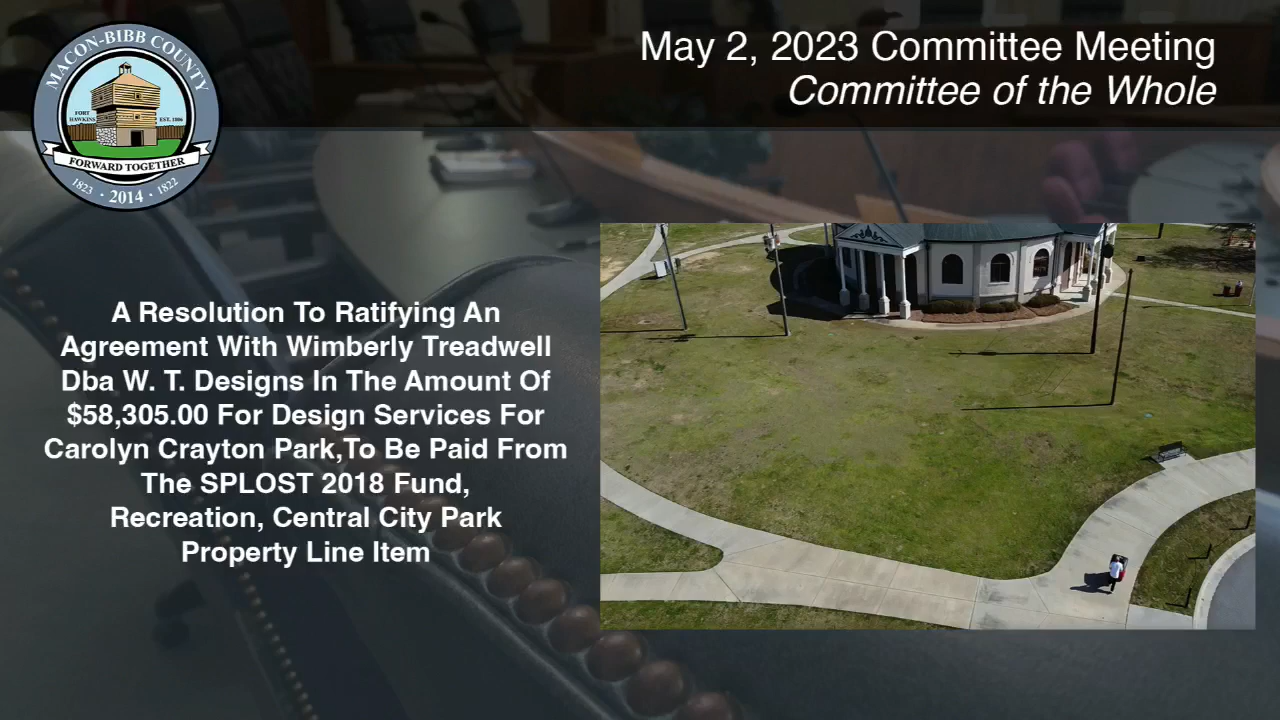 MACON-BIBB COUNTY
FORT HAWKINS
EST. 1806
FORWARD TOGETHER
1823 · 2014 · 1822
May 2, 2023 Committee Meeting
Committee of the Whole
A Resolution To Ratifying An
Agreement With Wimberly Treadwell
Dba W. T. Designs In The Amount Of
$58,305.00 For Design Services For
Carolyn Crayton Park,To Be Paid From
The SPLOST 2018 Fund,
Recreation, Central City Park
Property Line Item